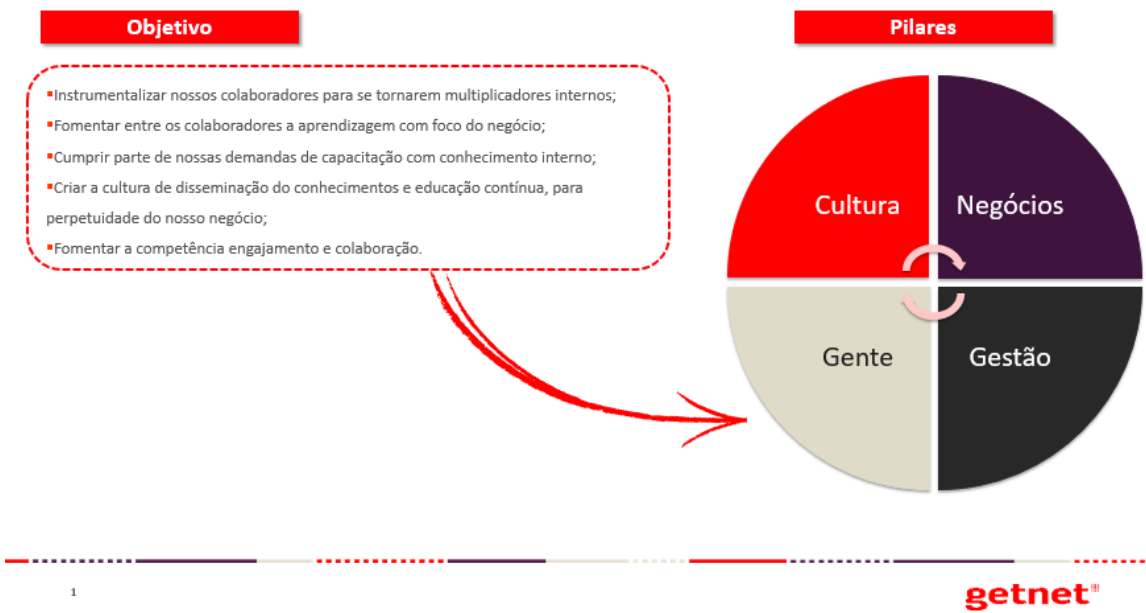 Objetivo
▪Instrumentalizar nossos colaboradores para se tornarem multiplicadores internos;
▪Fomentar entre os colaboradores a aprendizagem com foco do negócio;
▪Cumprir parte de nossas demandas de capacitação com conhecimento interno;
▪Criar a cultura de disseminação do conhecimentos e educação contínua, para
perpetuidade do nosso negócio;
▪Fomentar a competência engajamento e colaboração.
Pilares
Cultura
Negócios
Gente
Gestão
1
getnet